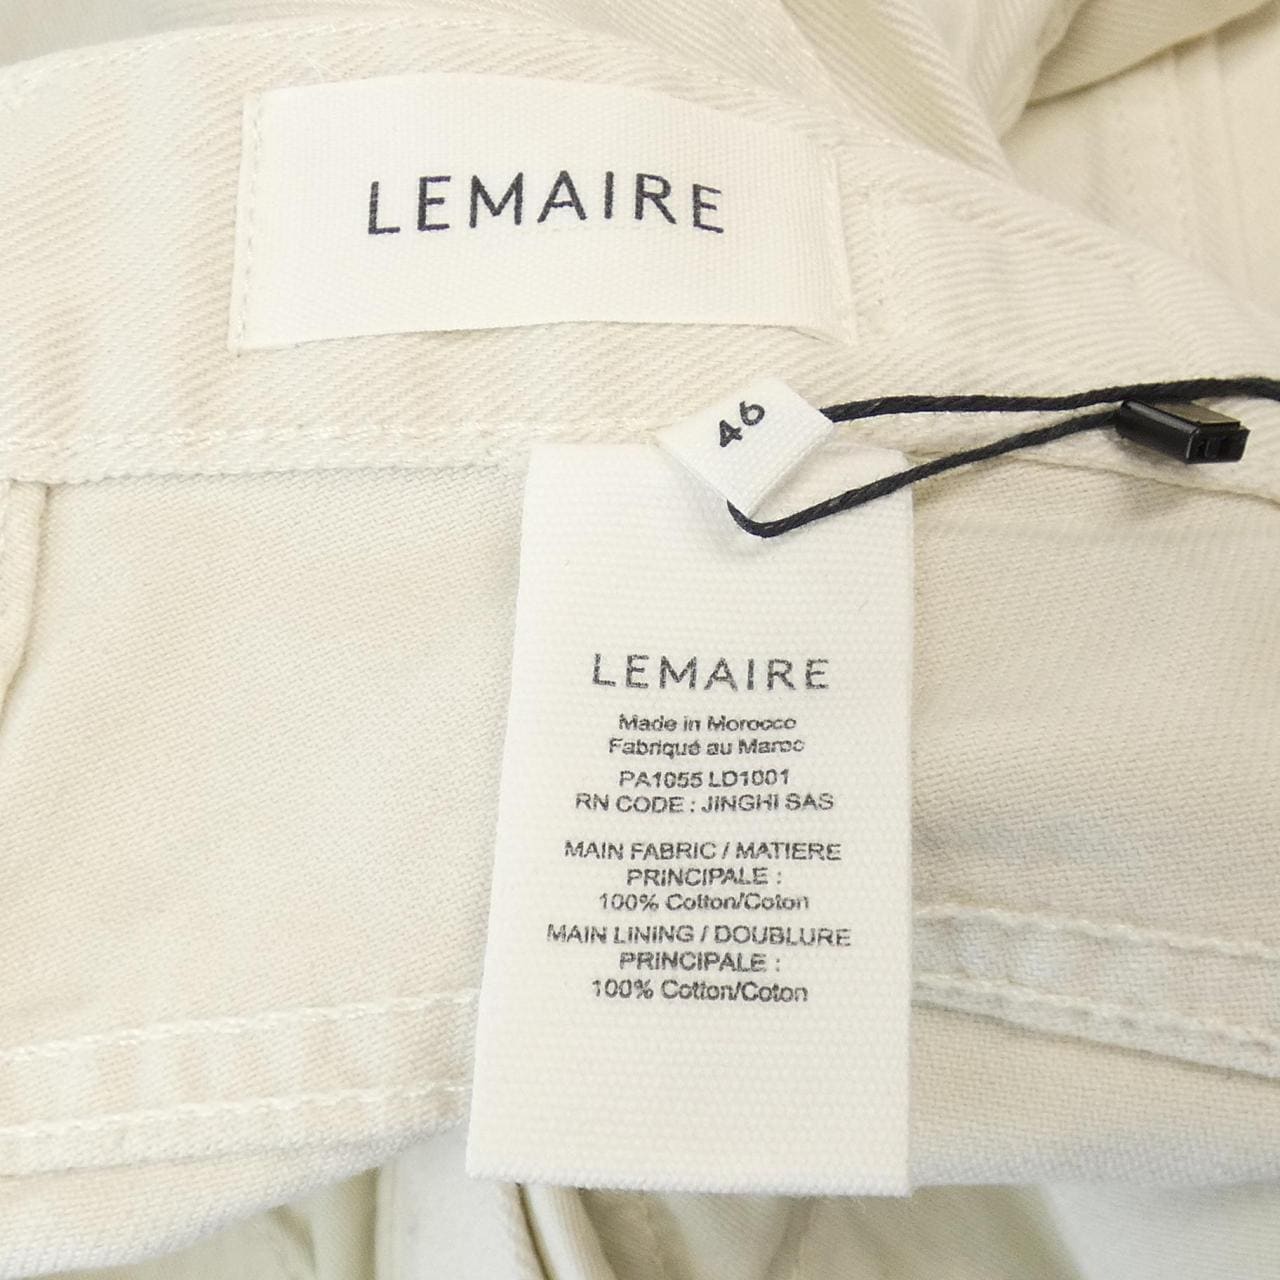 LEMAIRE
46
LEMAIRE
Made in Morocco
Fabriqué au Maroc
PA1055 LD1001
RN CODE : JINGHI SAS
MAIN FABRIC / MATIERE
PRINCIPALE :
100% Cotton/Coton
MAIN LINING / DOUBLURE
PRINCIPALE :
100% Cotton/Coton